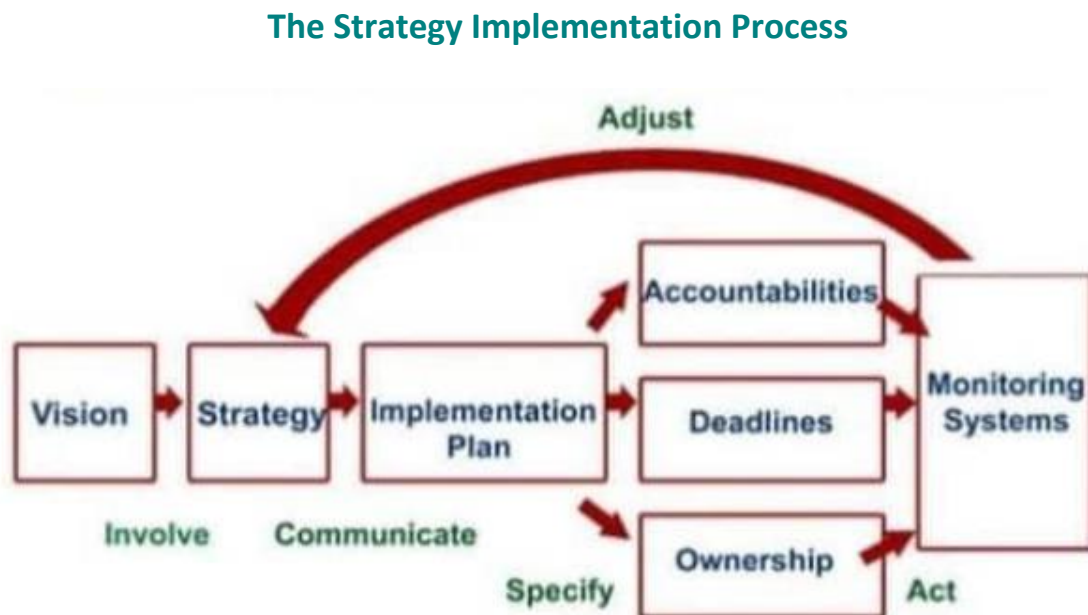 The Strategy Implementation Process
Adjust
Accountabilities
Vision
Strategy
Implementation
Plan
Deadlines
Monitoring
Systems
Involve
Communicate
Ownership
Specify
Act